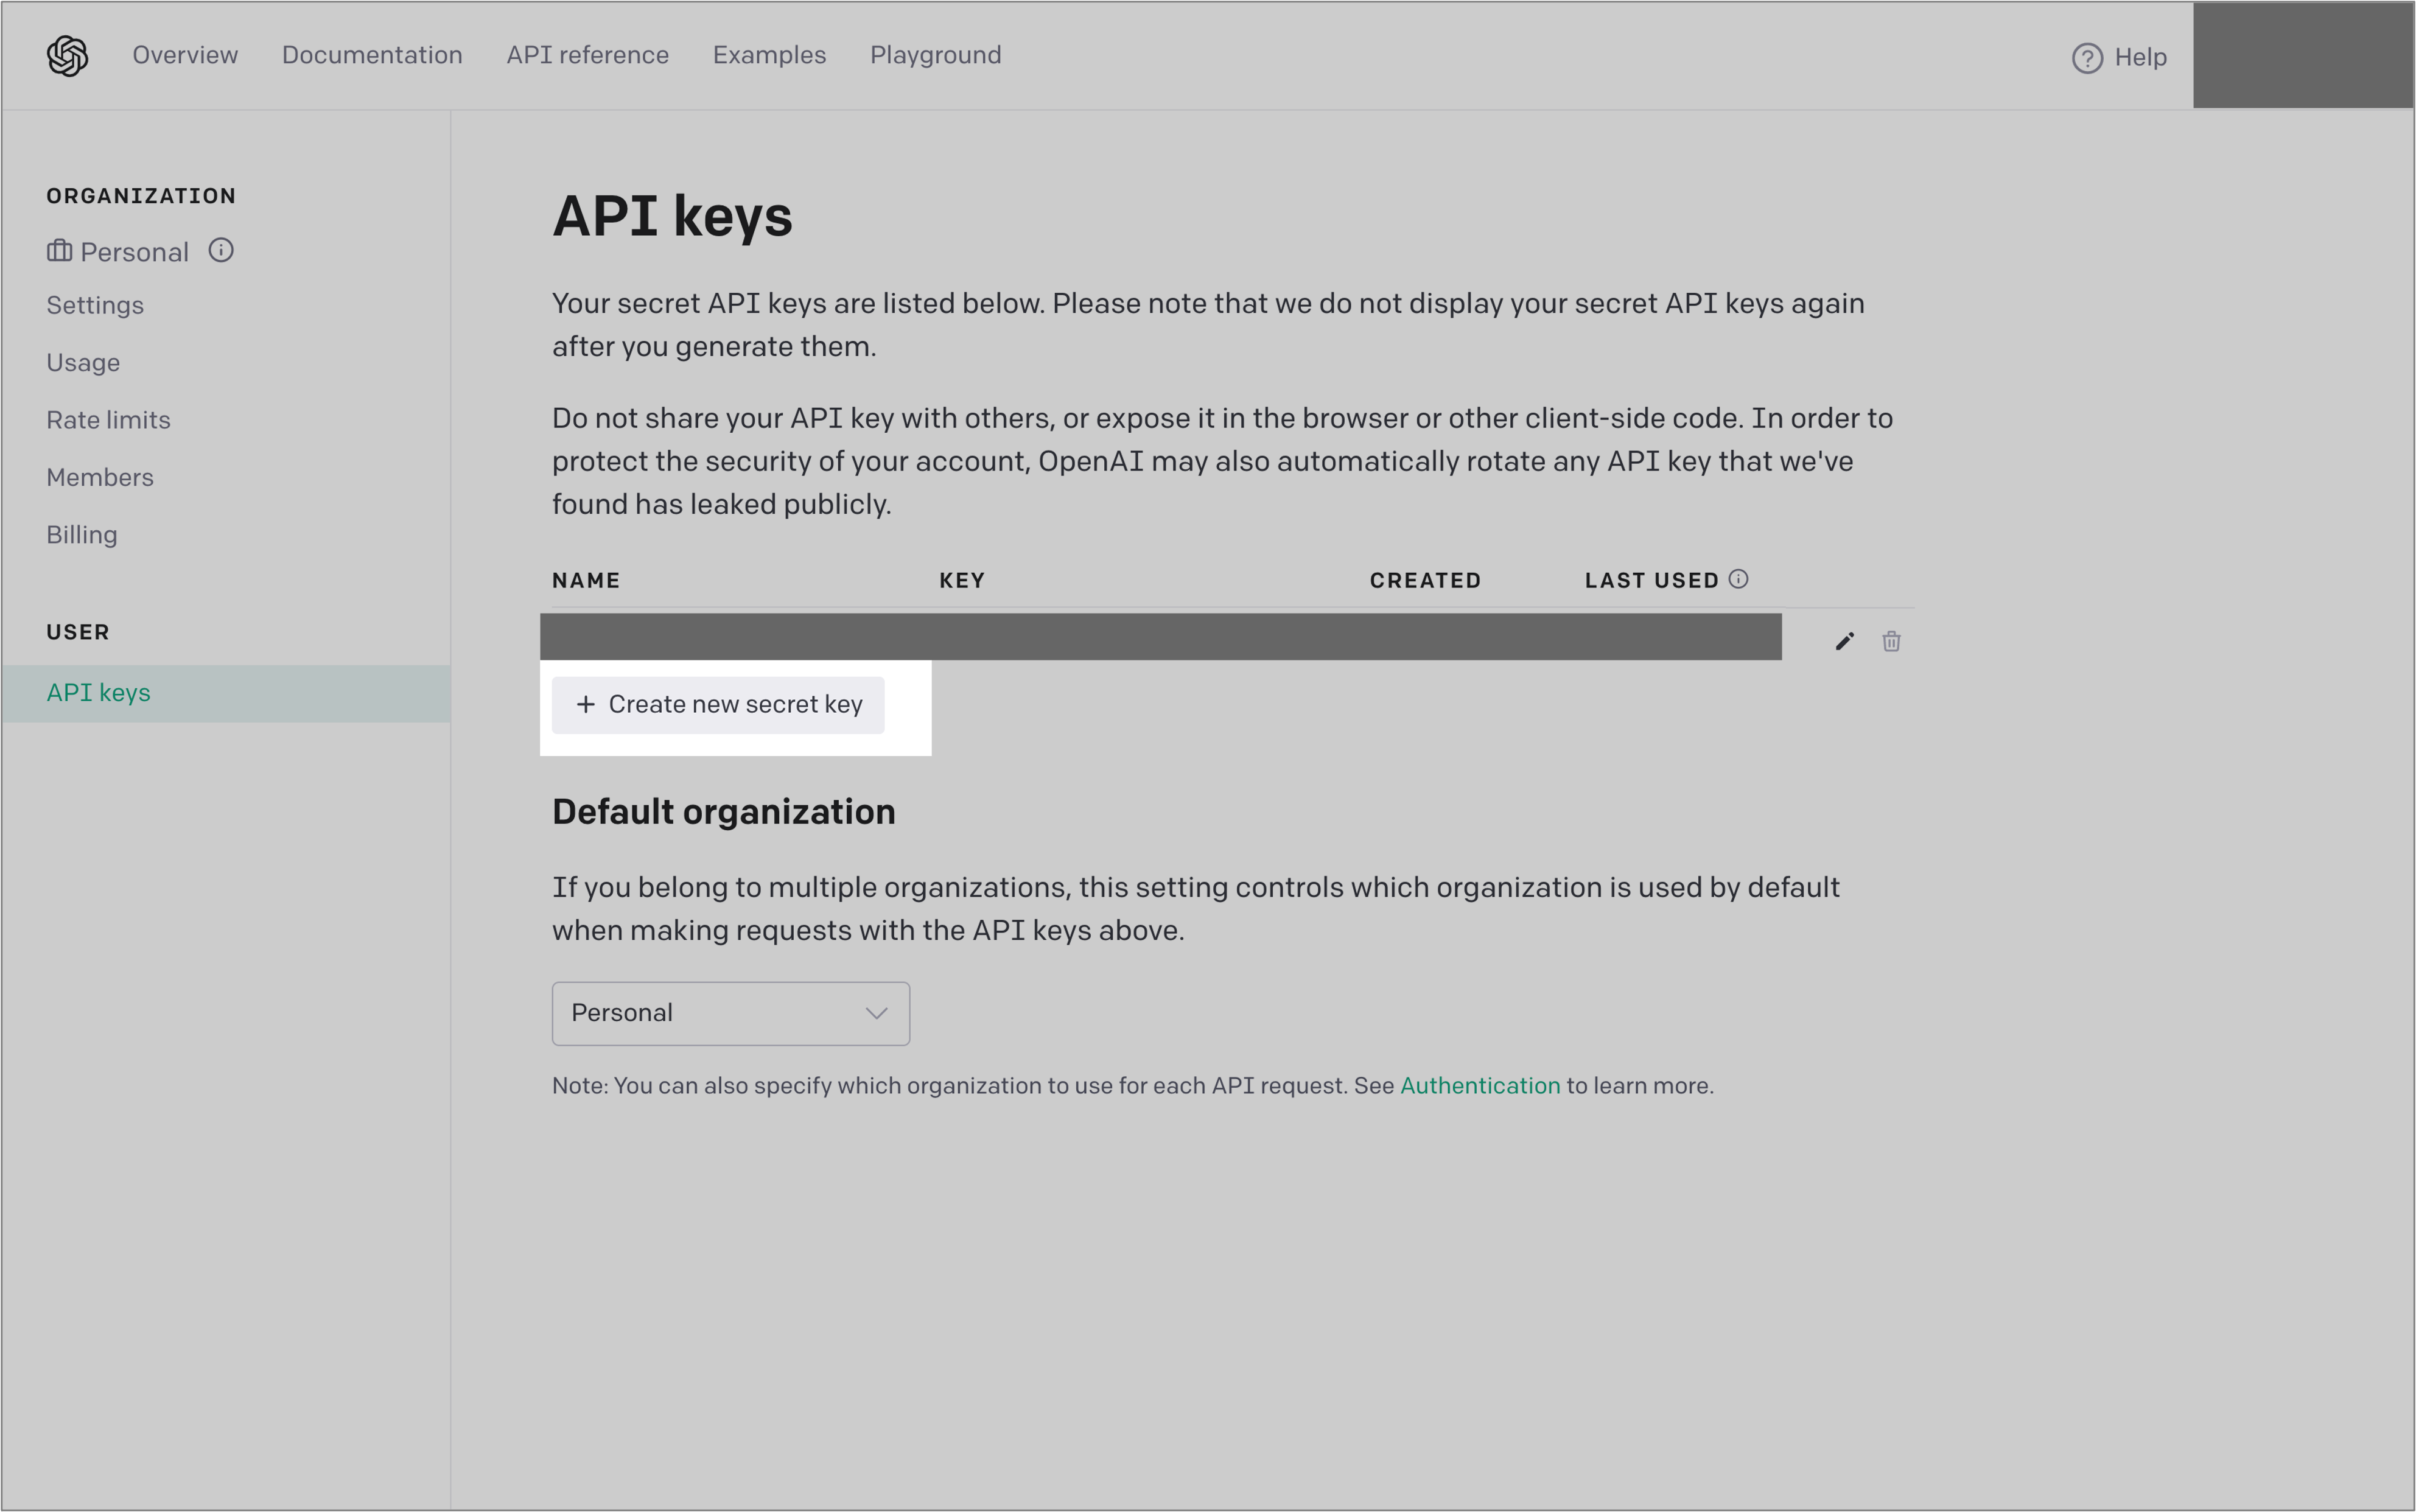 Overview Documentation API reference Examples Playground Help
ORGANIZATION
Personal
Settings
Usage
Rate limits
Members
Billing
USER
API keys
API keys
Your secret API keys are listed below. Please note that we do not display your secret API keys again
after you generate them.
Do not share your API key with others, or expose it in the browser or other client-side code. In order to
protect the security of your account, OpenAI may also automatically rotate any API key that we've
found has leaked publicly.
NAME KEY CREATED LAST USED
+ Create new secret key
Default organization
If you belong to multiple organizations, this setting controls which organization is used by default
when making requests with the API keys above.
Personal
Note: You can also specify which organization to use for each API request. See Authentication to learn more.